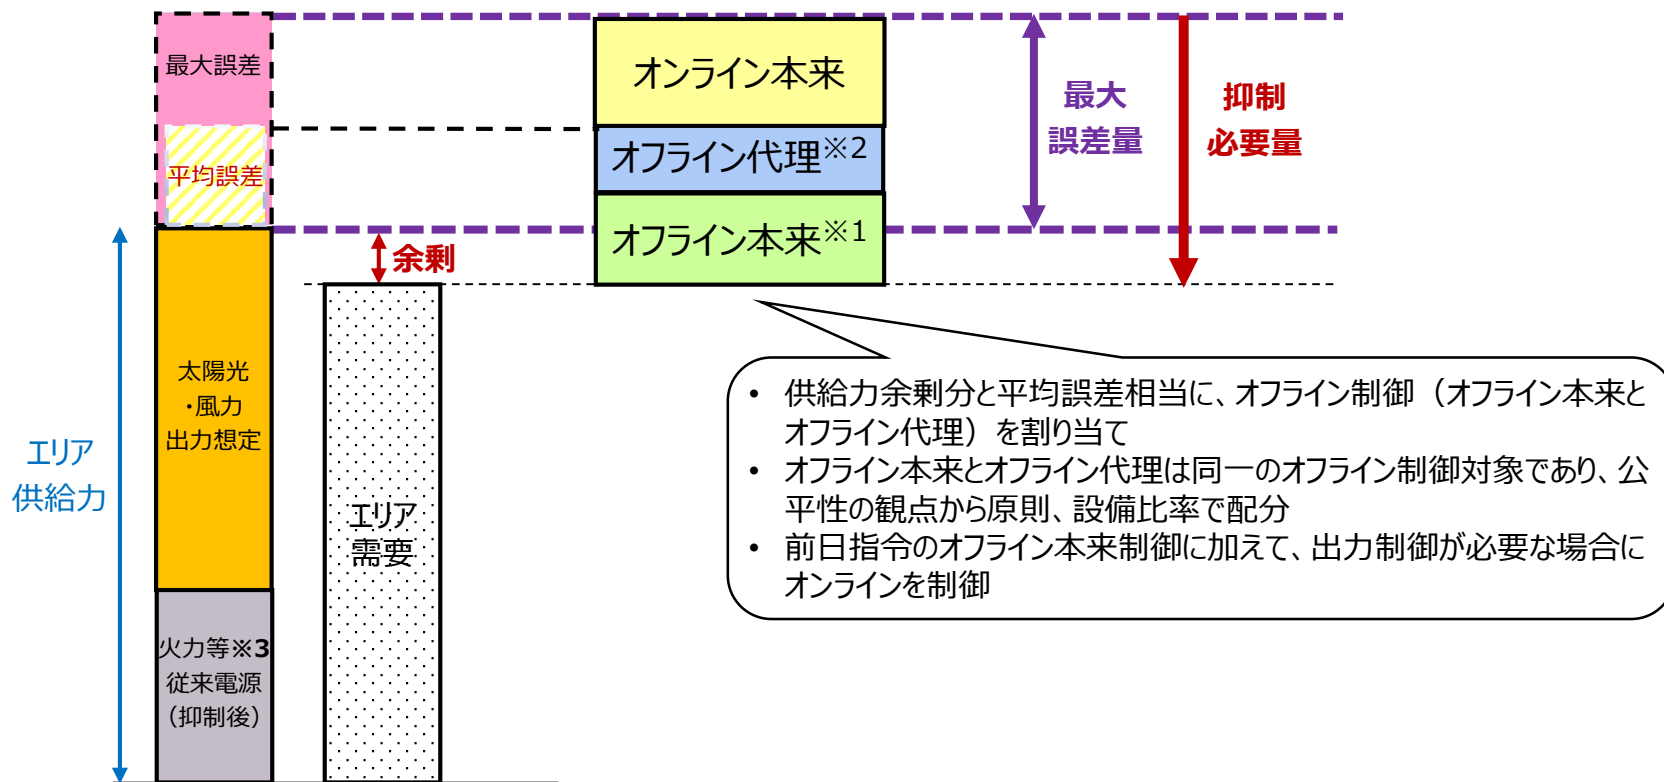 最大誤差
平均誤差
太陽光
・風力
出力想定
火力等※3
従来電源
（抑制後）
エリア
供給力
余剰
エリア
需要
オンライン本来
オフライン代理※2
オフライン本来※1
最大
誤差量
抑制
必要量
• 供給力余剰分と平均誤差相当に、オフライン制御（オフライン本来と
オフライン代理）を割り当て
• オフライン本来とオフライン代理は同一のオフライン制御対象であり、公
平性の観点から原則、設備比率で配分
• 前日指令のオフライン本来制御に加えて、出力制御が必要な場合に
オンラインを制御